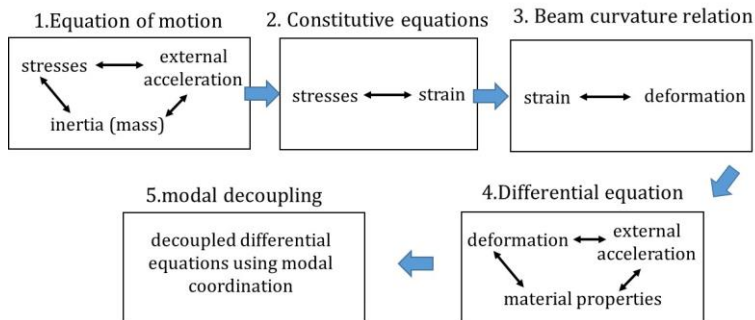 1.Equation of motion
stresses
external
acceleration
inertia (mass)
2. Constitutive equations
stresses
strain
3. Beam curvature relation
strain
deformation
4.Differential equation
deformation
external
acceleration
material properties
5.modal decoupling
decoupled differential
equations using modal
coordination